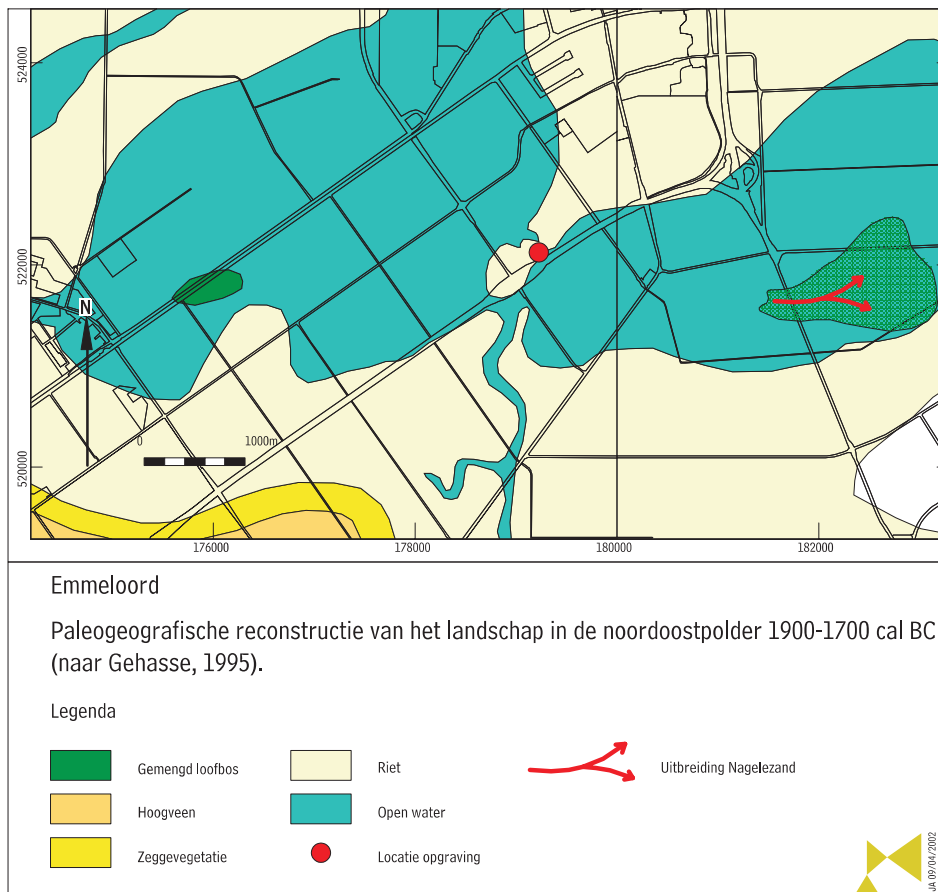 524000
522000
520000
N
0 1000m
176000 178000 180000 182000
Emmeloord
Paleogeografische reconstructie van het landschap in de noordoostpolder 1900-1700 cal BC
(naar Gehasse, 1995).
Legenda
Gemengd loofbos Riet Uitbreiding Nagelezand
Hoogveen Open water
Zeggevegetatie Locatie opgraving
NA 09/04/2002